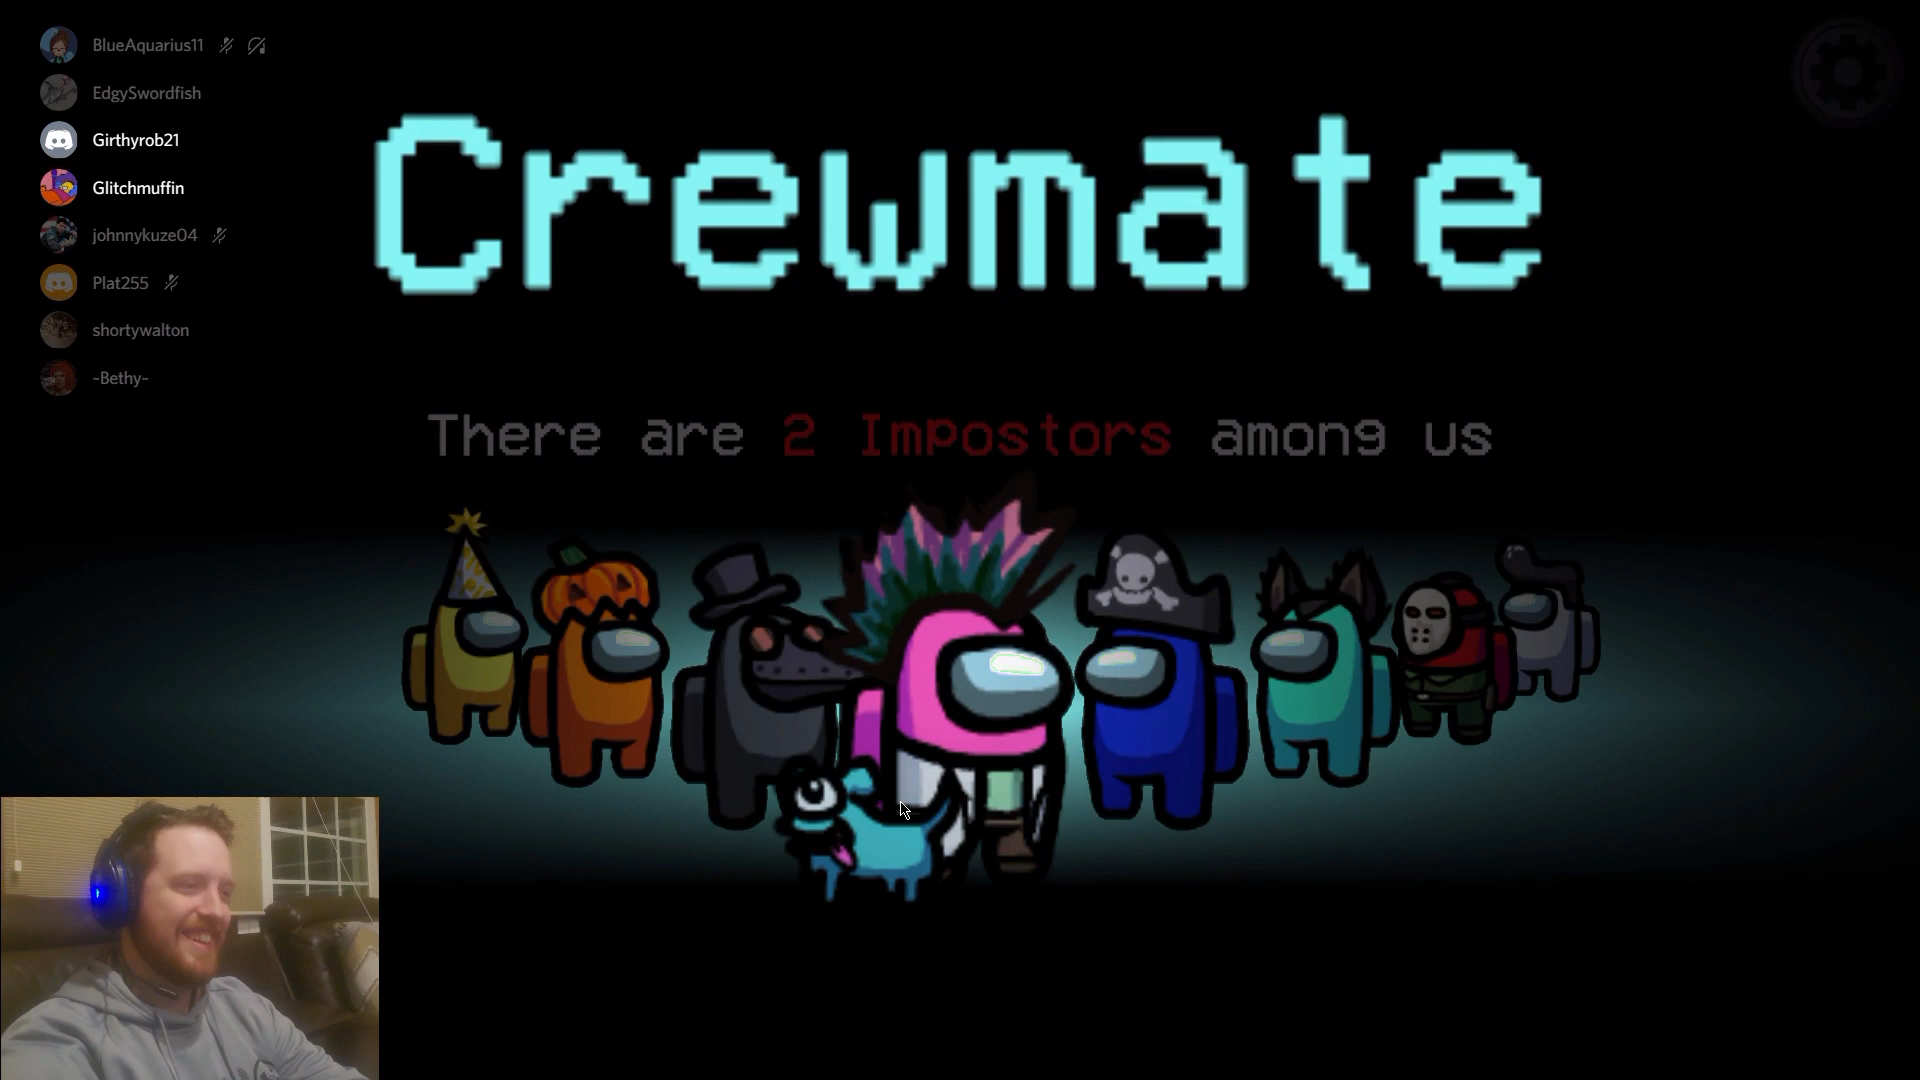 BlueAquarius11
EdgySwordfish
Girthyrob21
Glitchmuffin
johnnykuze04
Plat255
shortywalton
~Bethy~
Crewmate
There are 2 Impostors among us